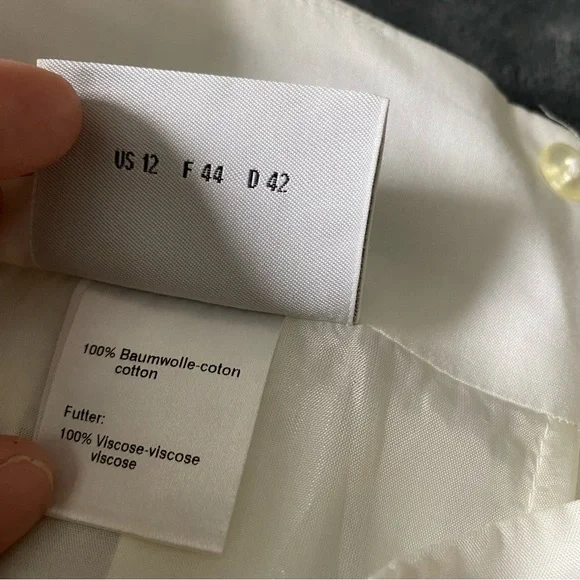 US 12 F 44 D 42
100% Baumwolle-coton
cotton
Futter:
100% Viscose-viscose
viscose